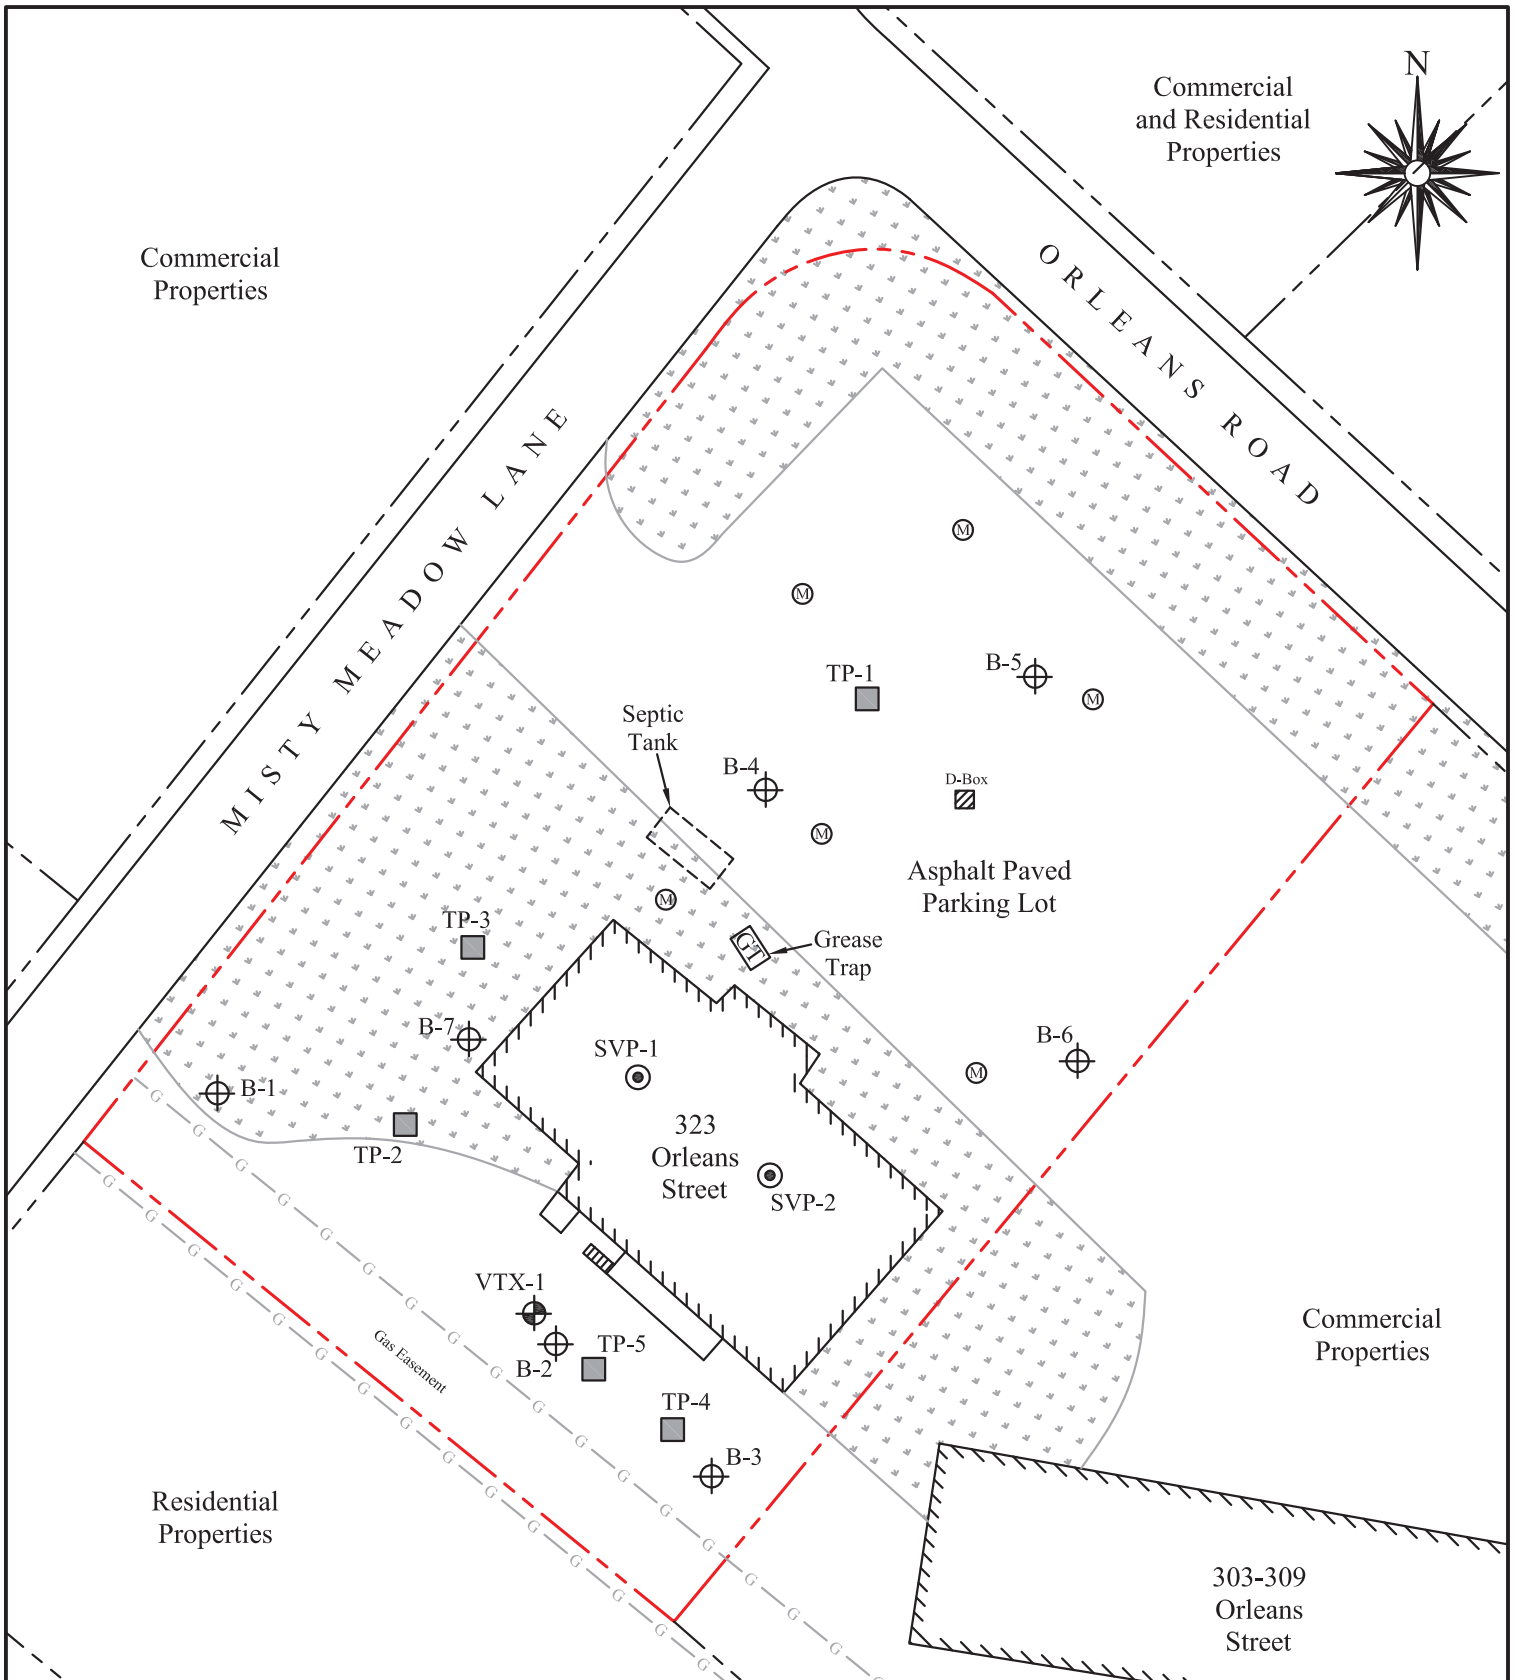 N
Commercial
and Residential
Properties
Commercial
Properties
ORLEANS ROAD
MISTY MEADOW LANE
M
M
TP-1
B-5
M
Septic
Tank
B-4
D-Box
M
Asphalt Paved
Parking Lot
M
TP-3
GT
Grease
Trap
B-7
SVP-1
B-6
M
B-1
323
Orleans
Street
TP-2
SVP-2
VTX-1
B-2
TP-5
Gas Easement
TP-4
B-3
Commercial
Properties
Residential
Properties
303-309
Orleans
Street
G G G G G G G G G G G G G G G G G G
G G G G G G G G G G G G G G G